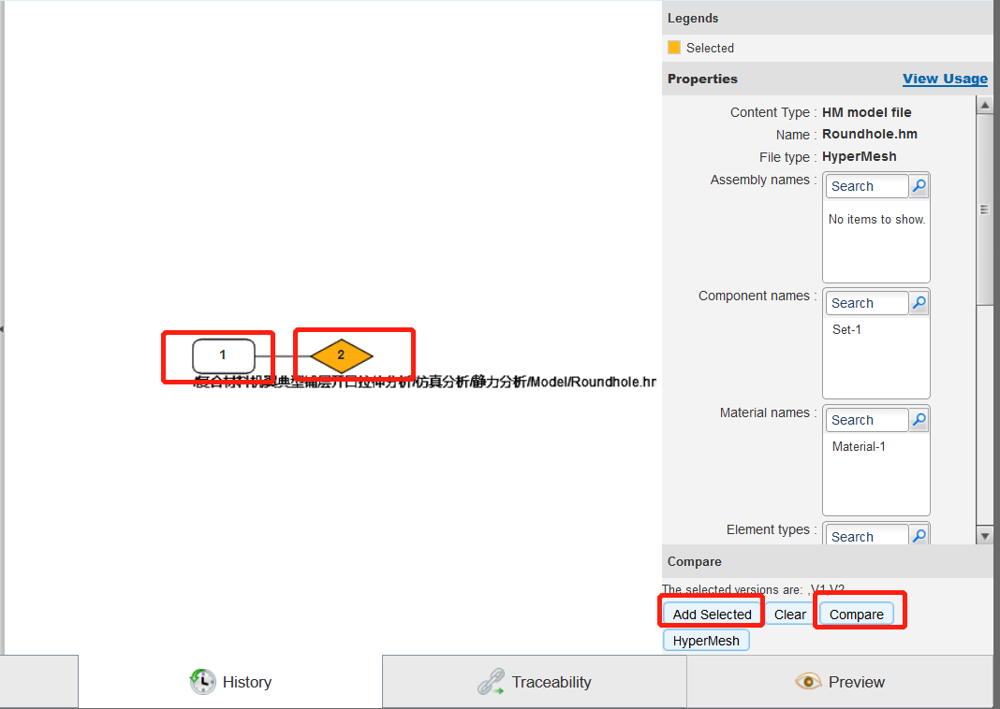 Legends
Selected
Properties
View Usage
Content Type : HM model file
Name : Roundhole.hm
File type : HyperMesh
Assembly names :
Search
No items to show.
Component names :
Search
Set-1
Material names :
Search
Material-1
Element types :
Search
1
2
/复合材料机翼典型铺层开口拉伸分析/仿真分析/静力分析/Model/Roundhole.hm
Compare
The selected versions are: ,V1,V2
Add Selected
Clear
Compare
HyperMesh
History
Traceability
Preview